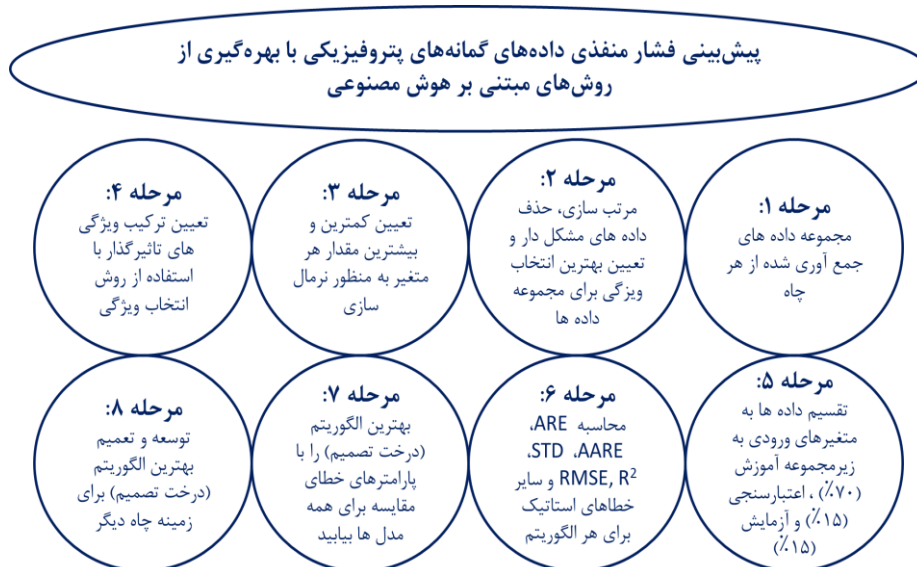 پیش‌بینی فشار منفذی داده‌های گمانه‌های پتروفیزیکی با بهره‌گیری از
روش‌های مبتنی بر هوش مصنوعی
مرحله ۱:
مجموعه داده های
جمع آوری شده از هر
چاه
مرحله ۲:
مرتب سازی، حذف
داده های مشکل دار و
تعیین بهترین انتخاب
ویژگی برای مجموعه
داده ها
مرحله ۳:
تعیین کمترین و
بیشترین مقدار هر
متغیر به منظور نرمال
سازی
مرحله ۴:
تعیین ترکیب ویژگی
های تاثیرگذار با
استفاده از روش
انتخاب ویژگی
مرحله ۵:
تقسیم داده ها به
متغیرهای ورودی به
زیرمجموعه آموزش
(۷۰٪) ، اعتبارسنجی
(۱۵٪) و آزمایش
(۱۵٪)
مرحله ۶:
محاسبه ARE،
AARE، STD،
RMSE, R² و سایر
خطاهای استاتیک
برای هر الگوریتم
مرحله ۷:
بهترین الگوریتم
(درخت تصمیم) را با
پارامترهای خطای
مقایسه برای همه
مدل ها بیابید
مرحله ۸:
توسعه و تعمیم
بهترین الگوریتم
(درخت تصمیم) برای
زمینه چاه دیگر